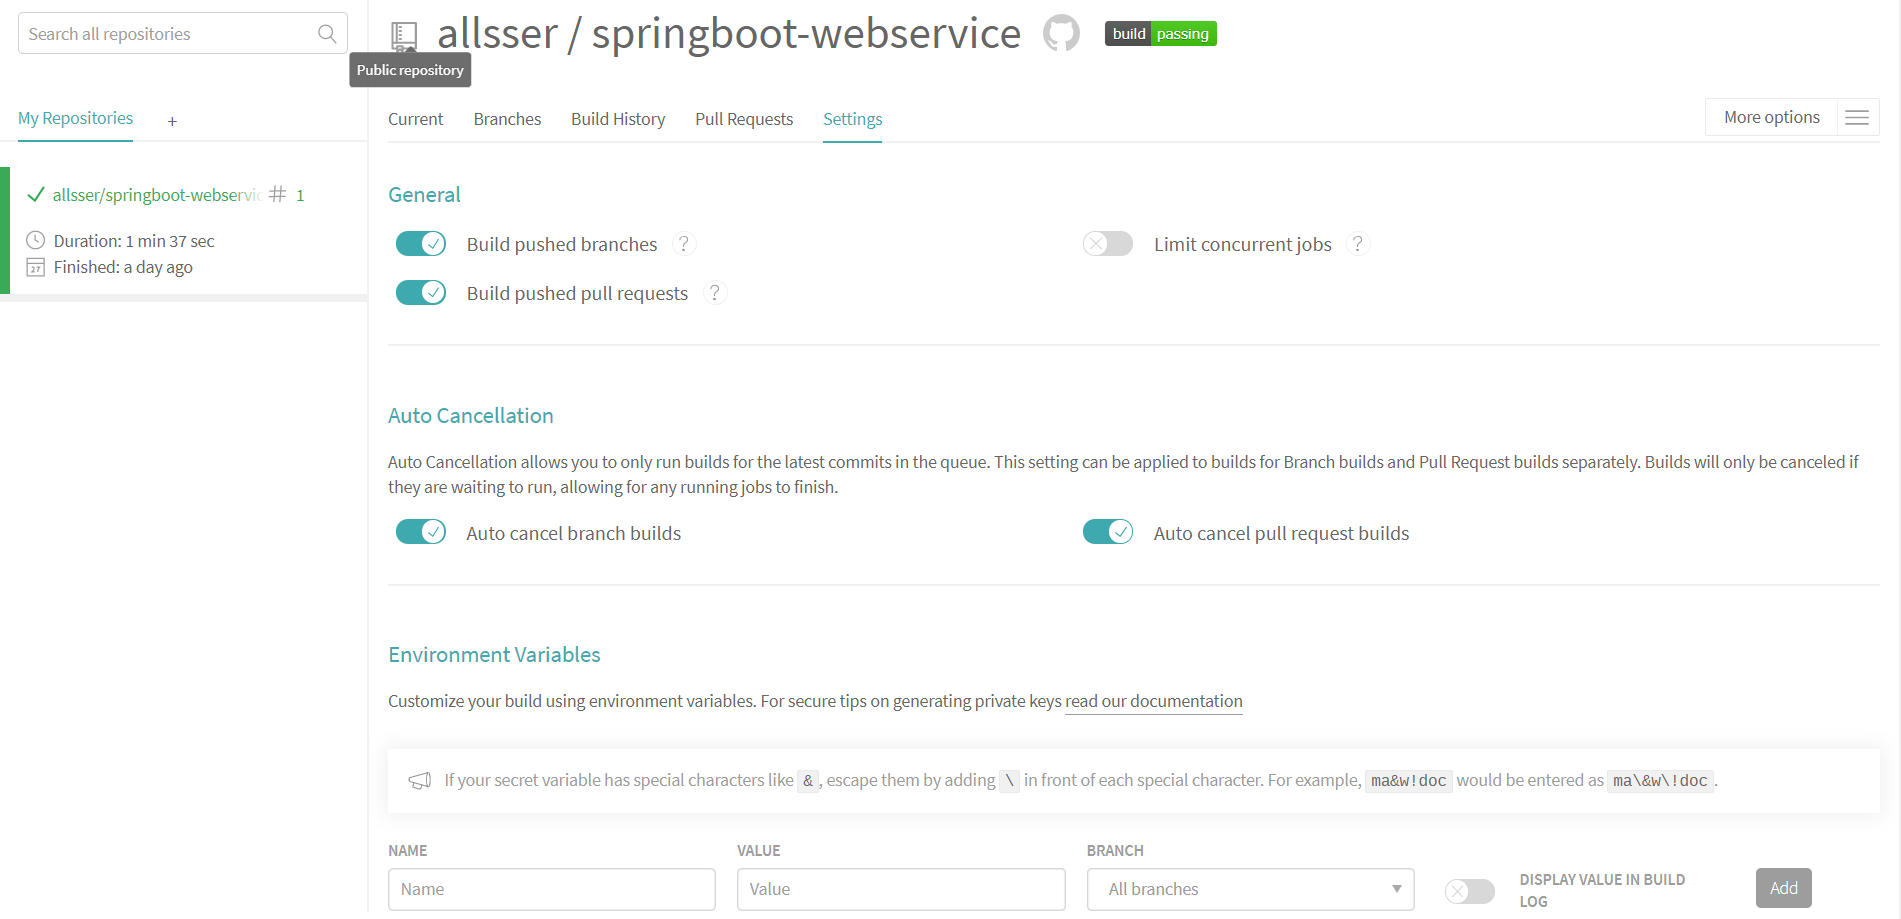 Search all repositories
allsser / springboot-webservice
build passing
Public repository
My Repositories +
Current Branches Build History Pull Requests Settings
More options
allsser/springboot-webservic # 1
Duration: 1 min 37 sec
27 Finished: a day ago
General
Build pushed branches ?
Limit concurrent jobs ?
Build pushed pull requests ?
Auto Cancellation
Auto Cancellation allows you to only run builds for the latest commits in the queue. This setting can be applied to builds for Branch builds and Pull Request builds separately. Builds will only be canceled if
they are waiting to run, allowing for any running jobs to finish.
Auto cancel branch builds
Auto cancel pull request builds
Environment Variables
Customize your build using environment variables. For secure tips on generating private keys read our documentation
If your secret variable has special characters like &, escape them by adding \ in front of each special character. For example, ma&w!doc would be entered as ma\&w\!doc.
NAME VALUE BRANCH
Name Value All branches
DISPLAY VALUE IN BUILD
LOG
Add